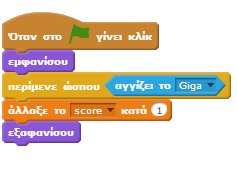 Όταν στο γίνει κλικ
εμφανίσου
περίμενε ώσπου αγγίζει το Giga
άλλαξε το score κατά 1
εξαφανίσου